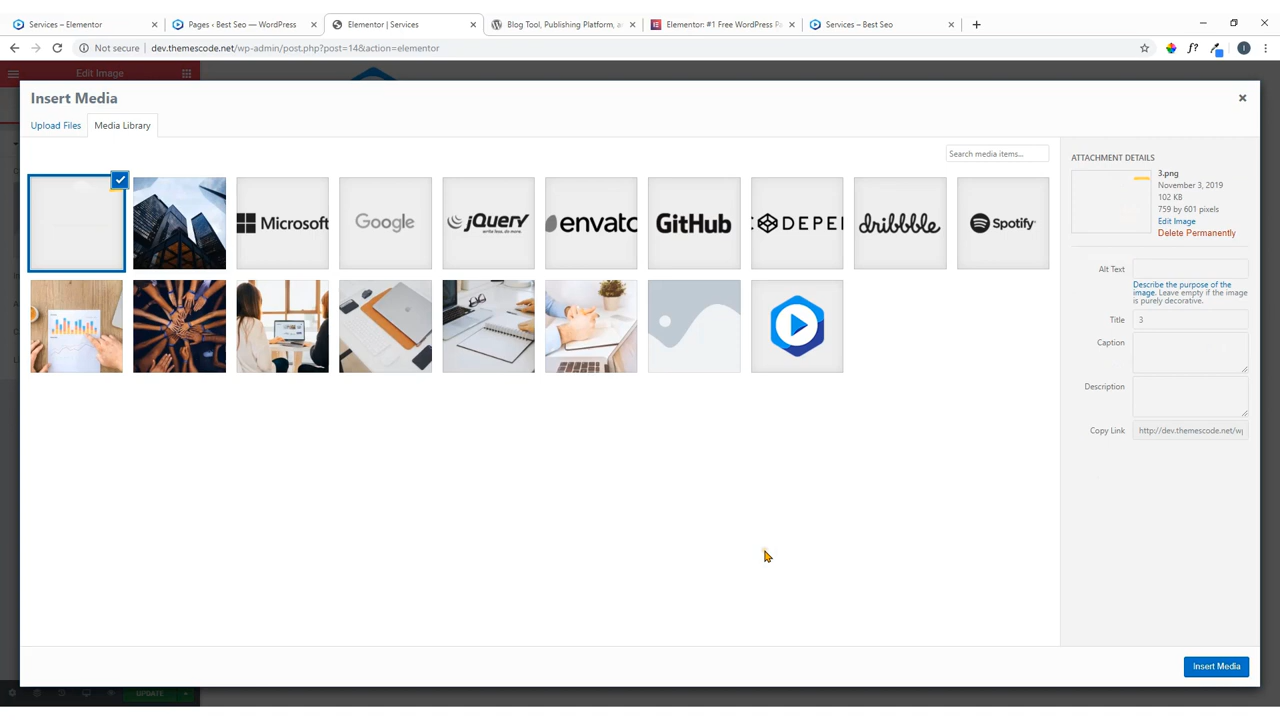 Services – Elementor
Pages ‹ Best Seo — WordPress
Elementor | Services
Blog Tool, Publishing Platform, a
Elementor: #1 Free WordPress P
Services – Best Seo
Not secure
dev.themescode.net/wp-admin/post.php?post=14&action=elementor
f?
I
Edit Image
Insert Media
Upload Files
Media Library
Search media items...
ATTACHMENT DETAILS
3.png
November 3, 2019
102 KB
759 by 601 pixels
Edit Image
Delete Permanently
Microsoft
Google
jQuery
write less. do more.
envato
GitHub
CODEPE
dribbble
Spotify
Alt Text
Describe the purpose of the
image. Leave empty if the image
is purely decorative.
Title
3
Caption
Description
Copy Link
http://dev.themescode.net/w
Insert Media
UPDATE